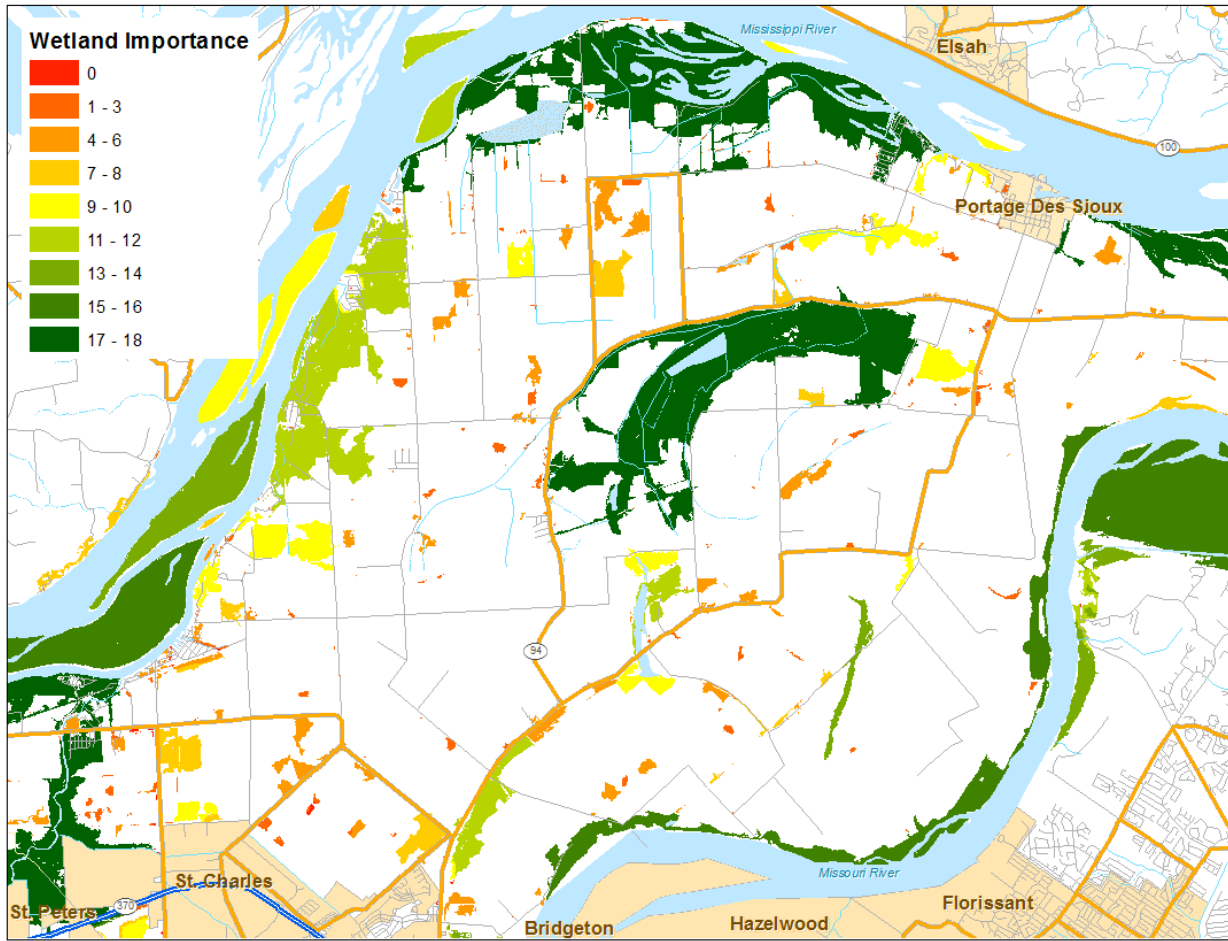 Wetland Importance
0
1 - 3
4 - 6
7 - 8
9 - 10
11 - 12
13 - 14
15 - 16
17 - 18
Mississippi River
Elsah
100
Portage Des Sioux
94
Missouri River
St. Charles
370
St. Peters
Florissant
Hazelwood
Bridgeton